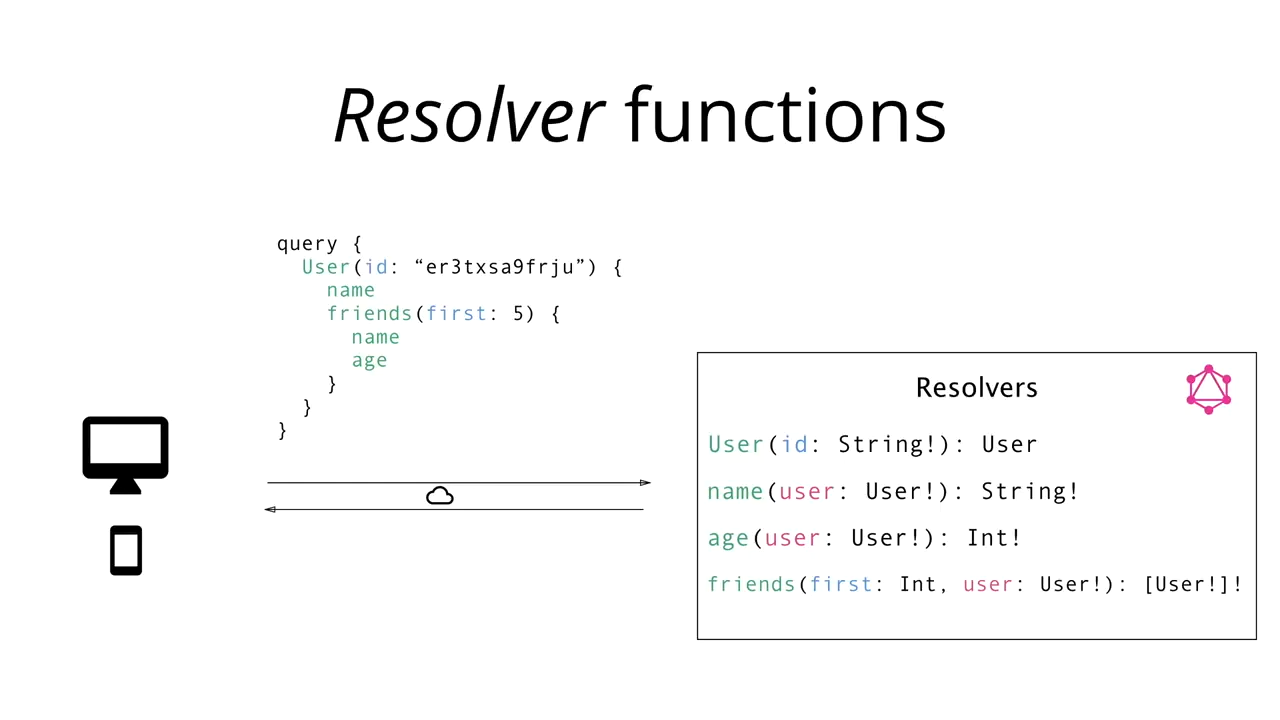 Resolver functions
query {
  User(id: “er3txsa9frju”) {
    name
    friends(first: 5) {
      name
      age
    }
  }
}
Resolvers
User(id: String!): User
name(user: User!): String!
age(user: User!): Int!
friends(first: Int, user: User!): [User!]!